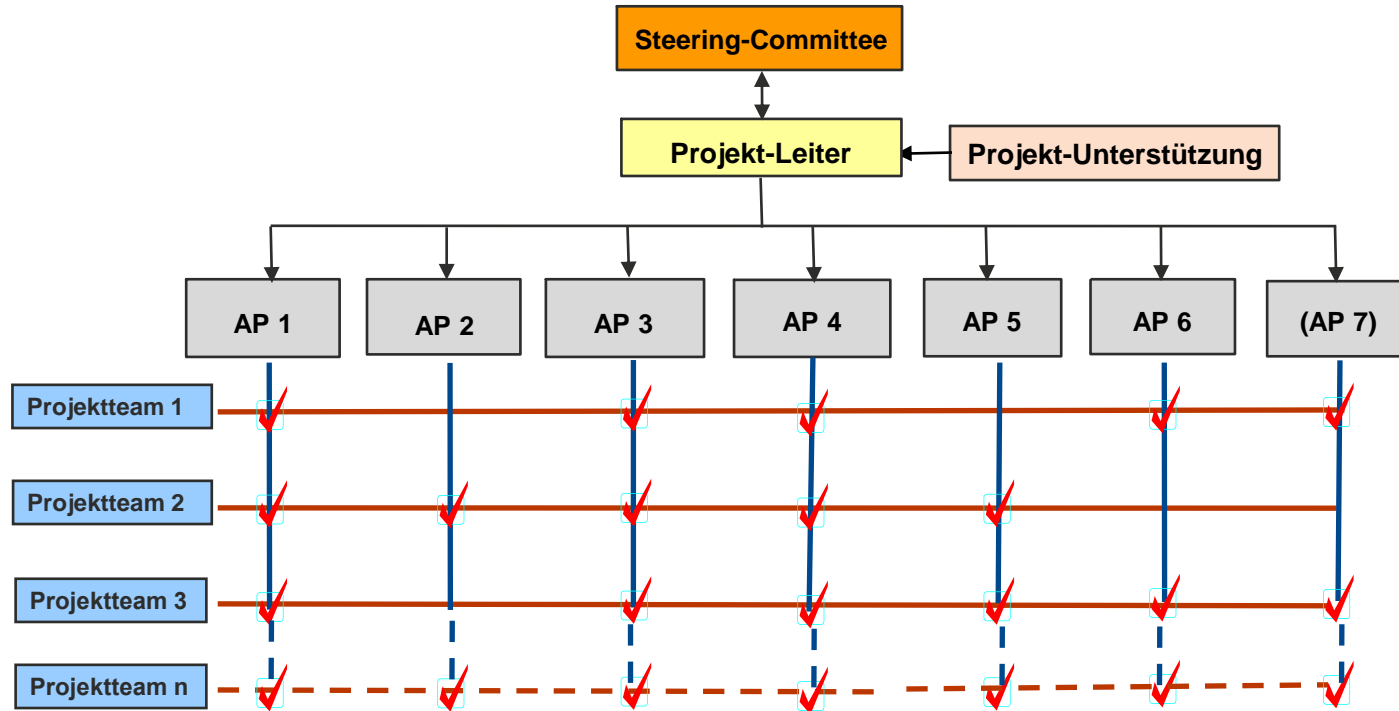 Steering-Committee
Projekt-Leiter
Projekt-Unterstützung
AP 1
AP 2
AP 3
AP 4
AP 5
AP 6
(AP 7)
Projektteam 1
Projektteam 2
Projektteam 3
Projektteam n